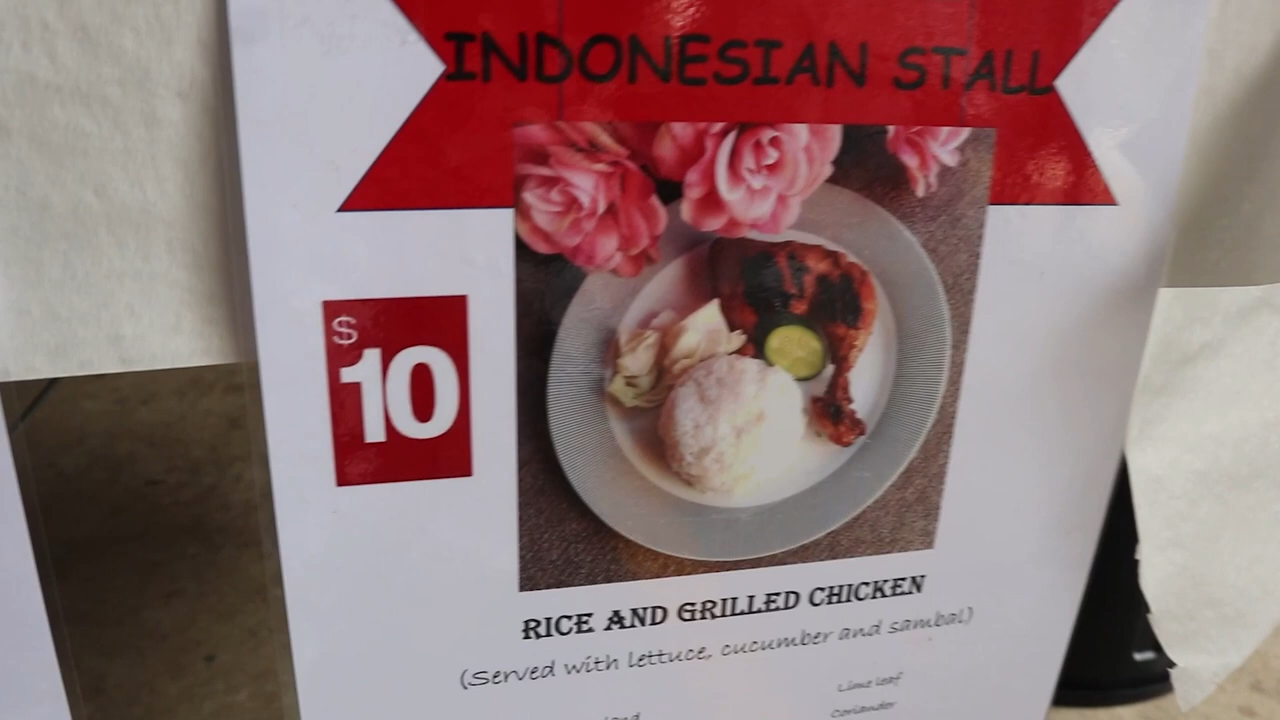 INDONESIAN STALL
$
10
RICE AND GRILLED CHICKEN
(Served with lettuce, cucumber and sambal)
Lime leaf
Coriander